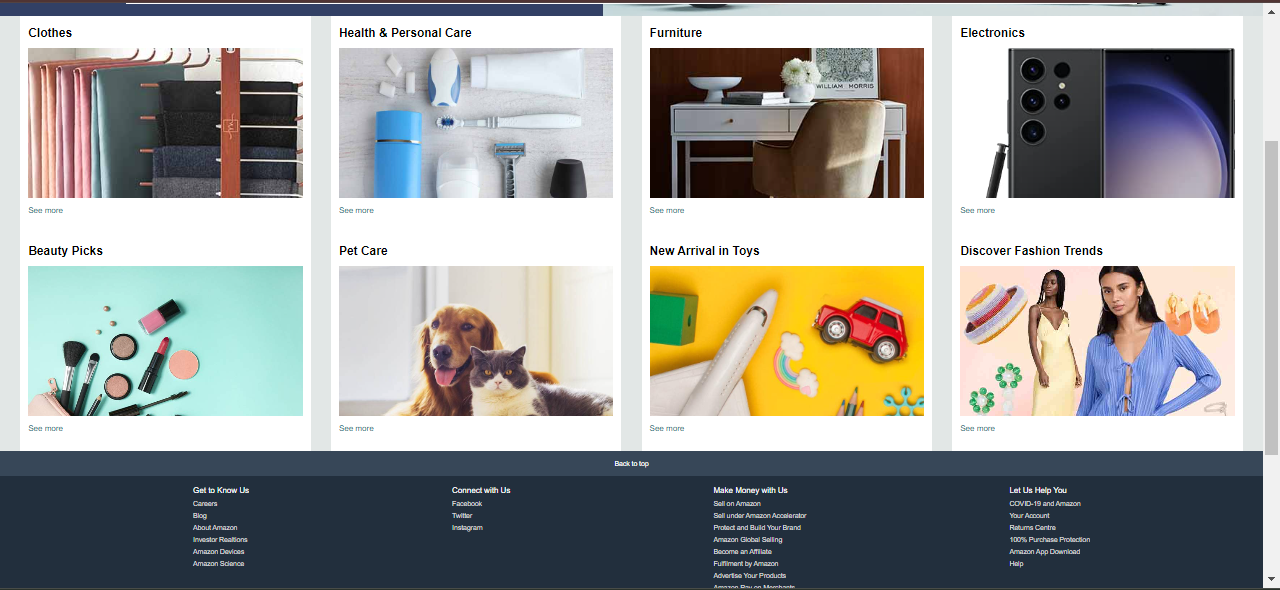 Clothes
Health & Personal Care
Furniture
Electronics
WILLIAM MORRIS
See more
See more
See more
See more
Beauty Picks
Pet Care
New Arrival in Toys
Discover Fashion Trends
See more
See more
See more
See more
Back to top
Get to Know Us
Careers
Blog
About Amazon
Investor Realtions
Amazon Devices
Amazon Science
Connect with Us
Facebook
Twitter
Instagram
Make Money with Us
Sell on Amazon
Sell under Amazon Accelerator
Protect and Build Your Brand
Amazon Global Selling
Become an Affiliate
Fulfilment by Amazon
Advertise Your Products
Amazon Pay on Merchants
Let Us Help You
COVID-19 and Amazon
Your Account
Returns Centre
100% Purchase Protection
Amazon App Download
Help